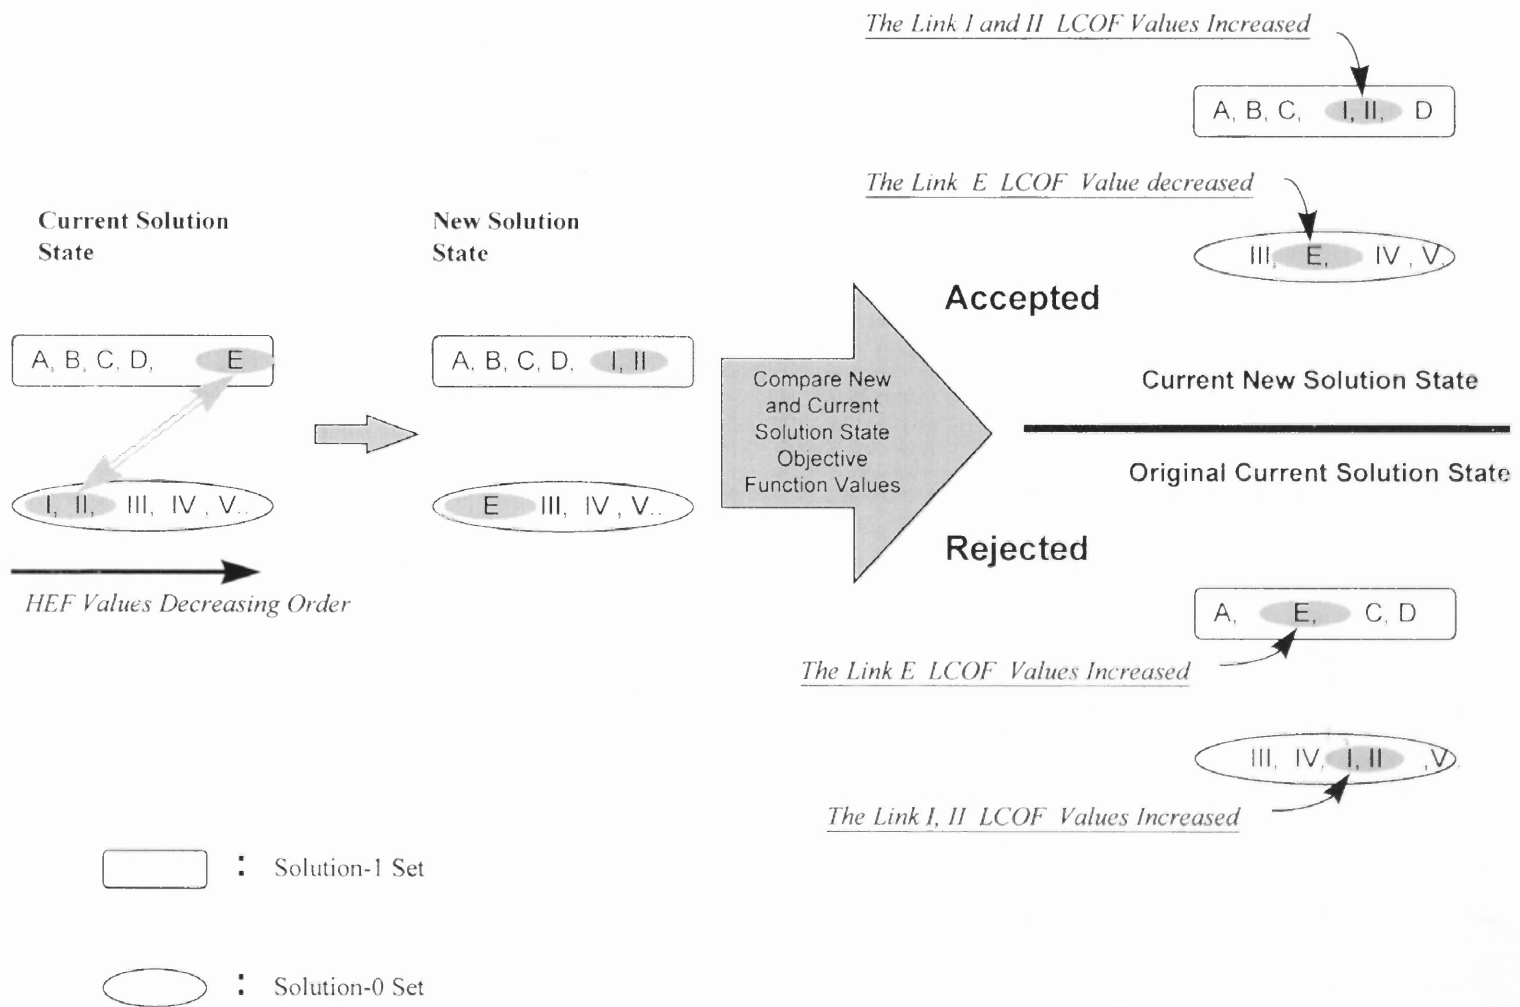 The Link I and II LCOF Values Increased
A, B, C, I, II, D
The Link E LCOF Value decreased
III, E, IV , V,
Current Solution
State
New Solution
State
A, B, C, D, E
I, II, III, IV , V..
HEF Values Decreasing Order
A, B, C, D, I, II
E III, IV , V..
Compare New
and Current
Solution State
Objective
Function Values
Accepted
Current New Solution State
Original Current Solution State
Rejected
A, E, C, D
The Link E LCOF Values Increased
III, IV, I, II ,V.
The Link I, II LCOF Values Increased
: Solution-1 Set
: Solution-0 Set